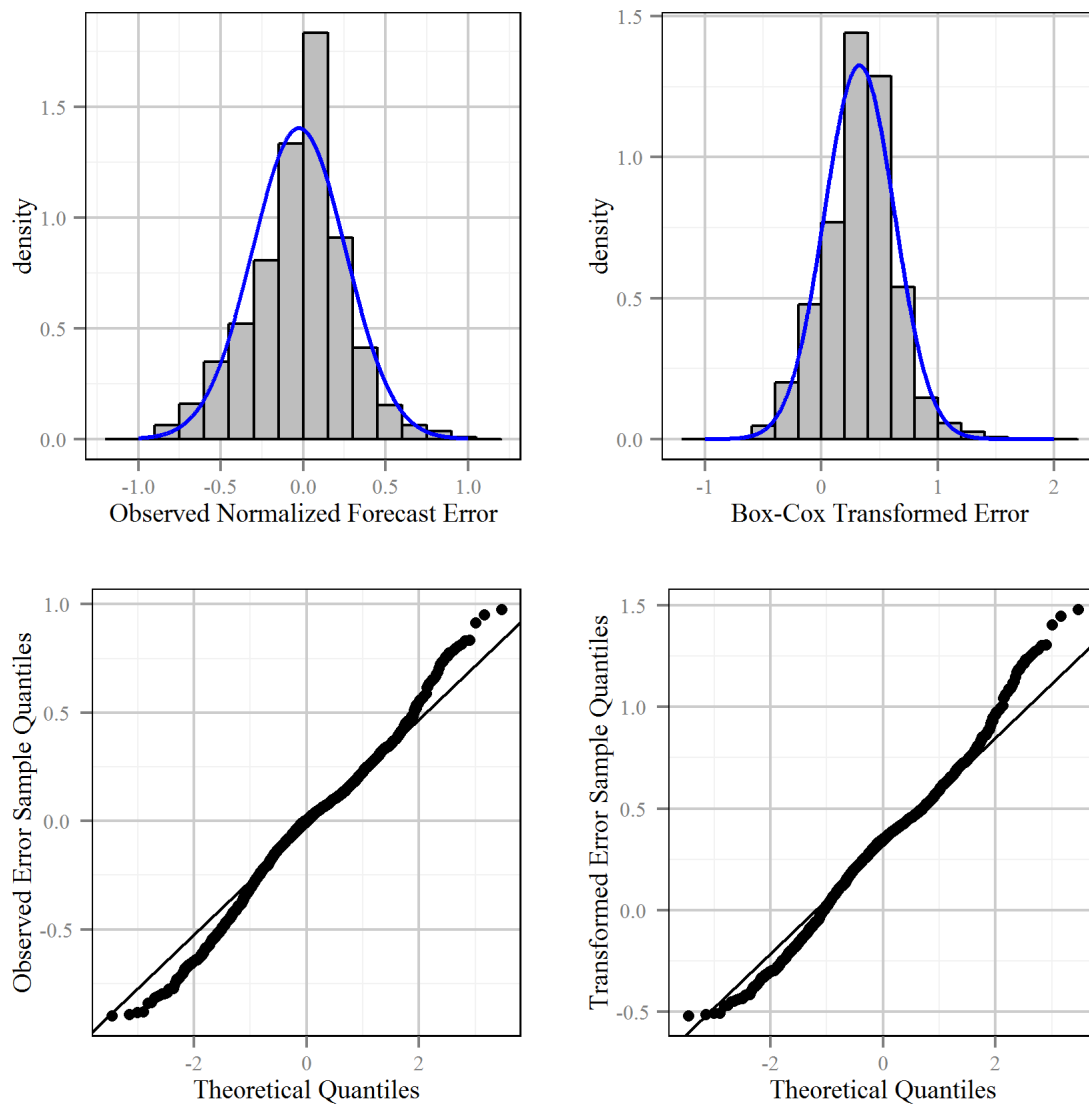 density
1.5
1.0
0.5
0.0
-1.0 -0.5 0.0 0.5 1.0
Observed Normalized Forecast Error
density
1.5
1.0
0.5
0.0
-1 0 1 2
Box-Cox Transformed Error
Observed Error Sample Quantiles
1.0
0.5
0.0
-0.5
-2 0 2
Theoretical Quantiles
Transformed Error Sample Quantiles
1.5
1.0
0.5
0.0
-0.5
-2 0 2
Theoretical Quantiles